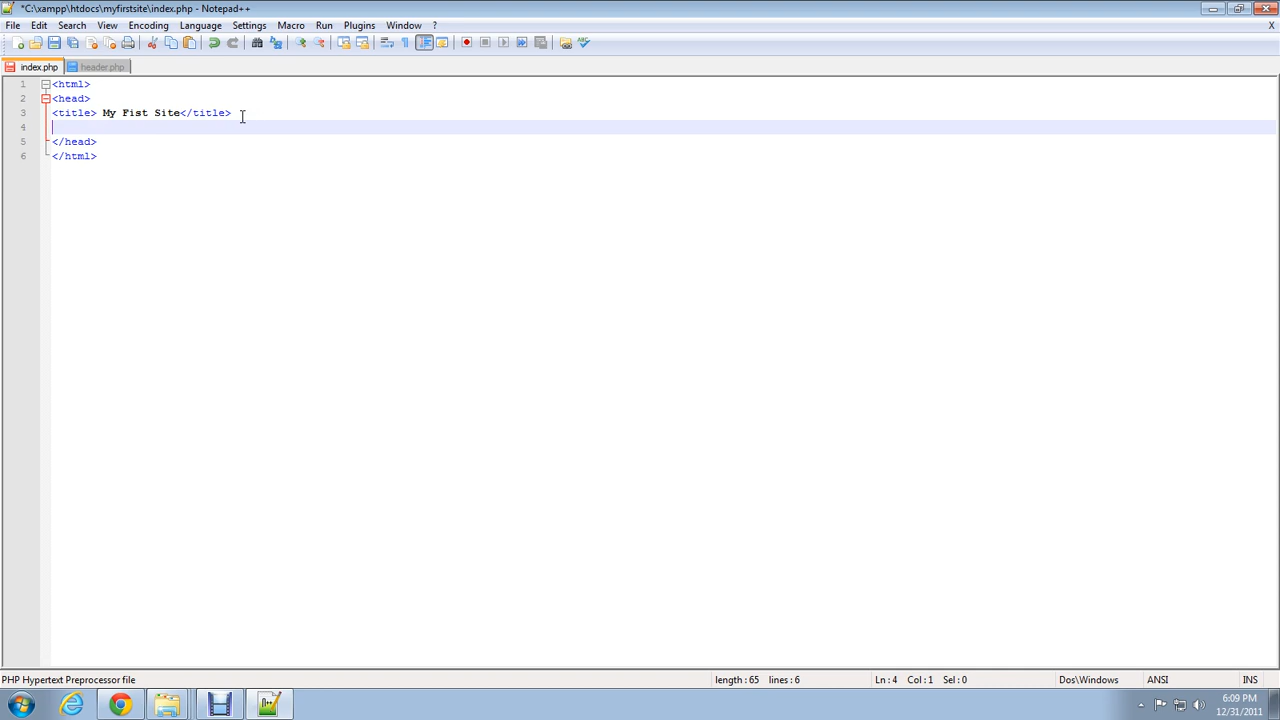 *C:\xampp\htdocs\myfirstsite\index.php - Notepad++
File Edit Search View Encoding Language Settings Macro Run Plugins Window ? X
index.php header.php
1 <html>
2 <head>
3 <title> My Fist Site</title>
4
5 </head>
6 </html>
PHP Hypertext Preprocessor file length : 65 lines : 6 Ln : 4 Col : 1 Sel : 0 Dos\Windows ANSI INS
6:09 PM
12/31/2011